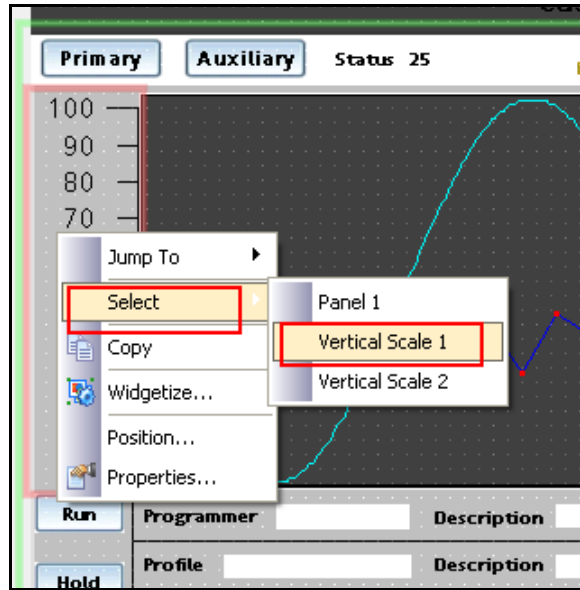 Primary Auxiliary Status 25
100
90
80
70
Jump To
Select
Copy
Widgetize...
Position...
Properties...
Panel 1
Vertical Scale 1
Vertical Scale 2
Run Programmer Description
Profile Description
Hold